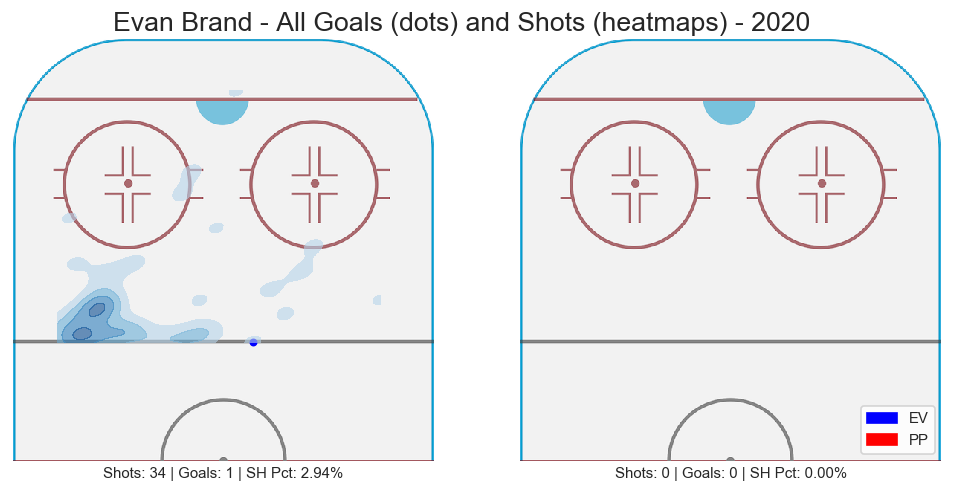 Evan Brand - All Goals (dots) and Shots (heatmaps) - 2020
EV
PP
Shots: 34 | Goals: 1 | SH Pct: 2.94%
Shots: 0 | Goals: 0 | SH Pct: 0.00%